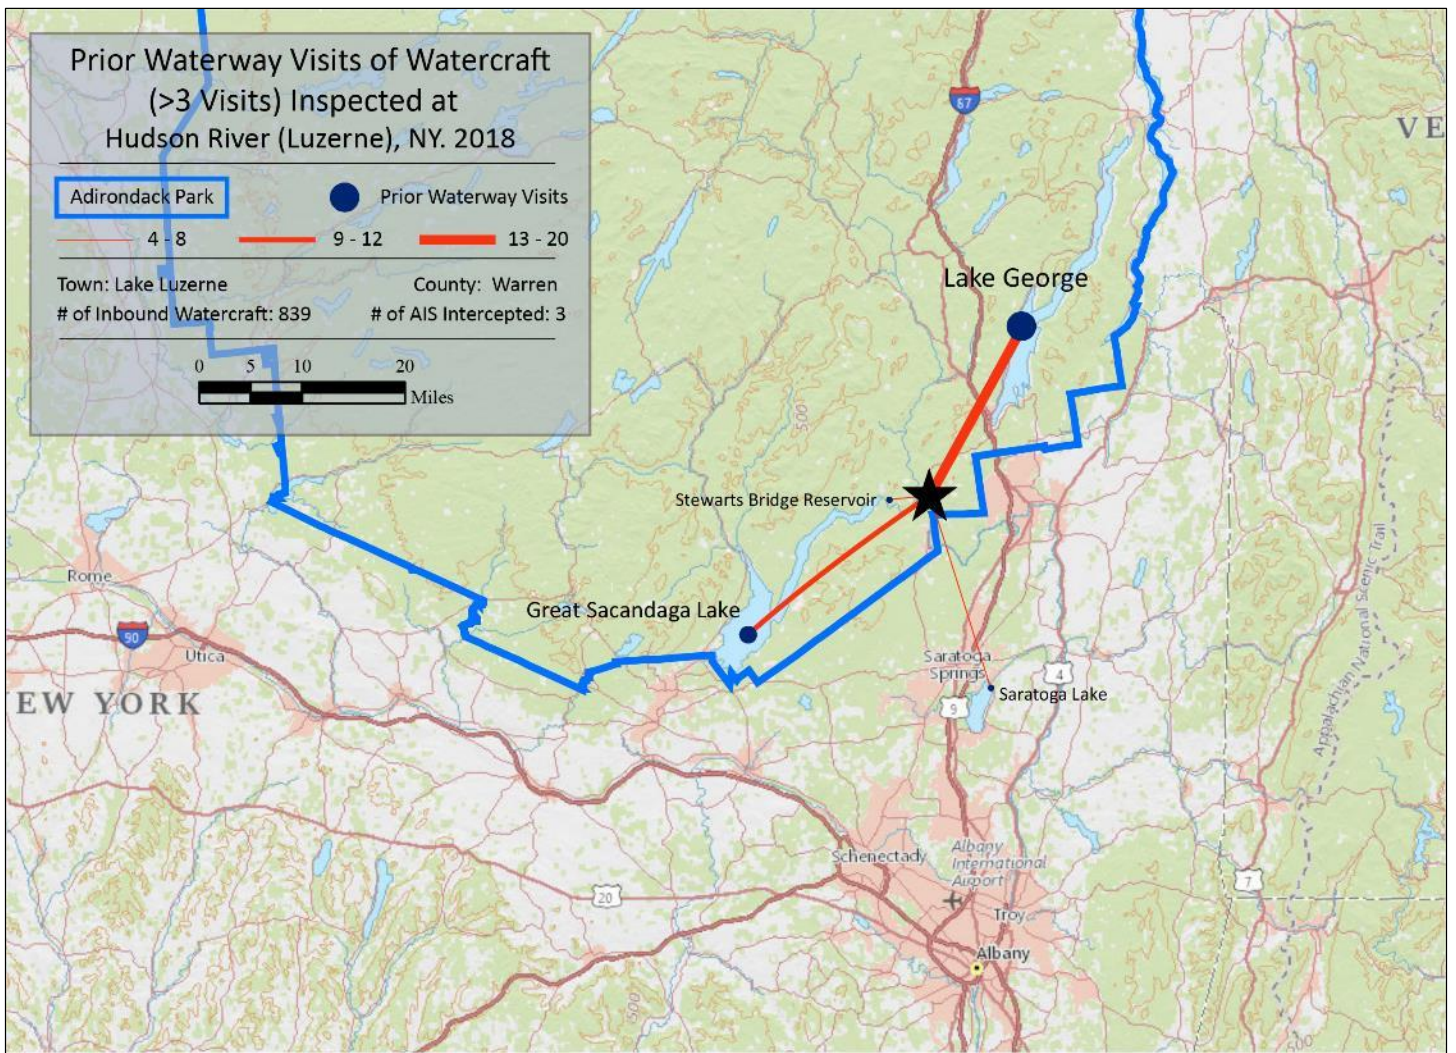 Prior Waterway Visits of Watercraft
(>3 Visits) Inspected at
Hudson River (Luzerne), NY. 2018
Adirondack Park
Prior Waterway Visits
4 - 8
9 - 12
13 - 20
Town: Lake Luzerne
County: Warren
# of Inbound Watercraft: 839
# of AIS Intercepted: 3
0 5 10 20
Miles
87
VE
Lake George
500
Stewarts Bridge Reservoir
Rome
90
Utica
EW YORK
Great Sacandaga Lake
Saratoga
Springs
4
9
Saratoga Lake
Appalachian National Scenic Trail
Schenectady
Albany
International
Airport
20
7
Troy
Albany
500
500